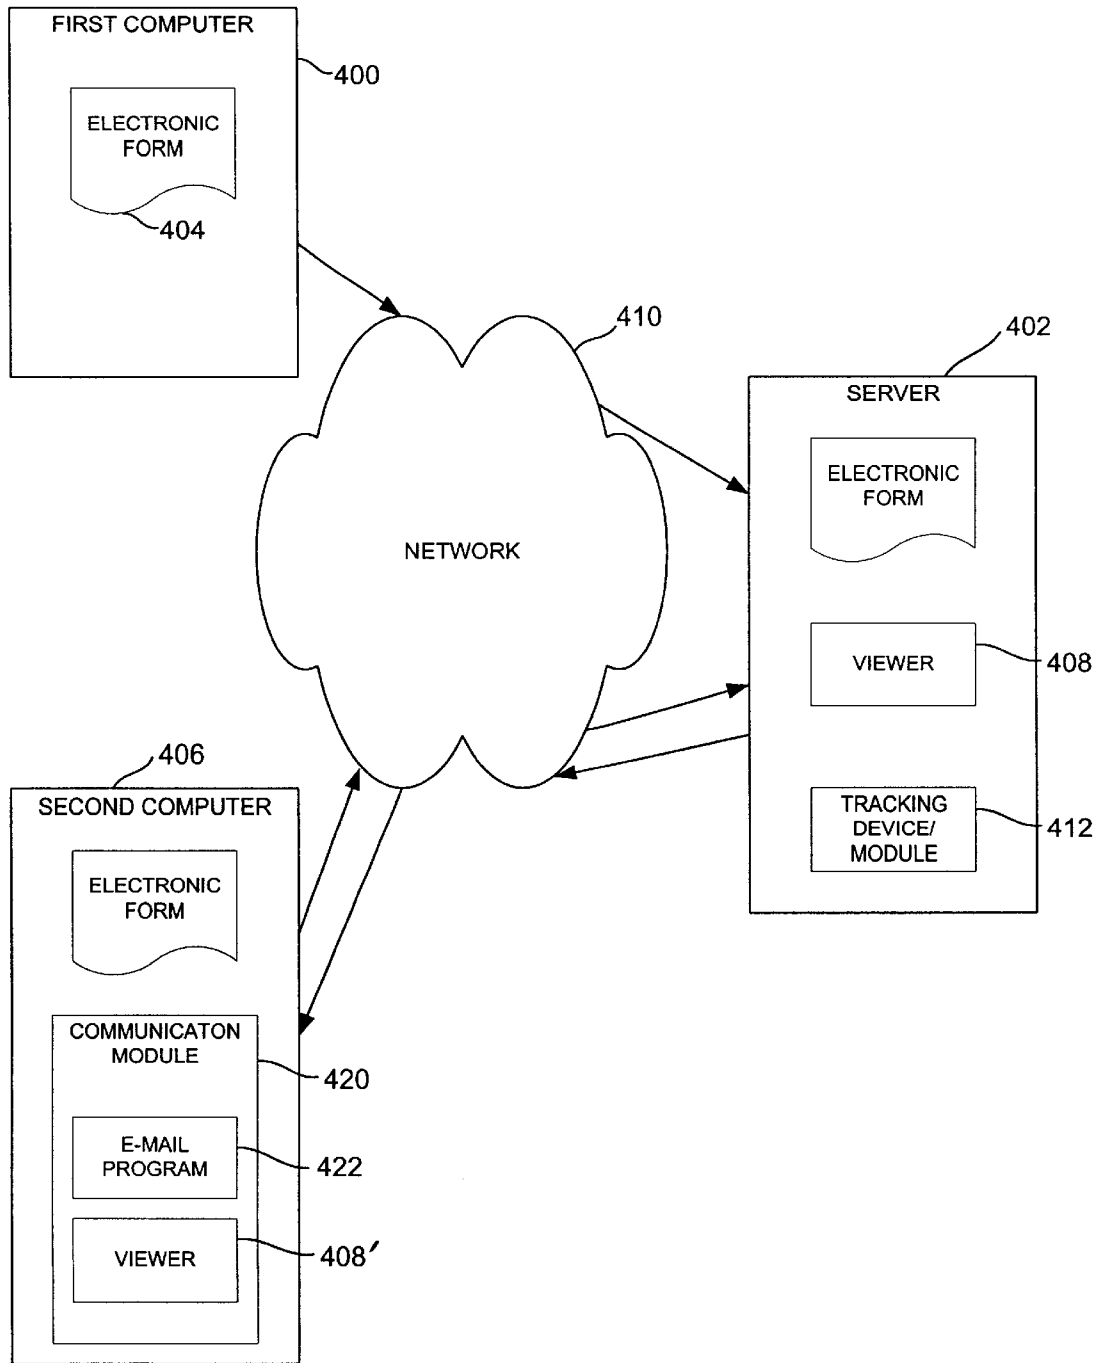 FIRST COMPUTER
400
ELECTRONIC
FORM
404
410
402
SERVER
ELECTRONIC
FORM
NETWORK
VIEWER
408
406
SECOND COMPUTER
TRACKING
DEVICE/
MODULE
412
ELECTRONIC
FORM
COMMUNICATON
MODULE
420
E-MAIL
PROGRAM
422
VIEWER
408′